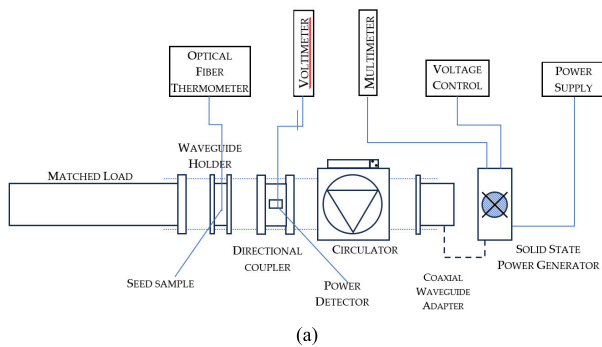 OPTICAL
FIBER
THERMOMETER
VOLTIMETER
MULTIMETER
VOLTAGE
CONTROL
POWER
SUPPLY
WAVEGUIDE
HOLDER
MATCHED LOAD
DIRECTIONAL
COUPLER
CIRCULATOR
SOLID STATE
POWER GENERATOR
SEED SAMPLE
POWER
DETECTOR
COAXIAL
WAVEGUIDE
ADAPTER
(a)